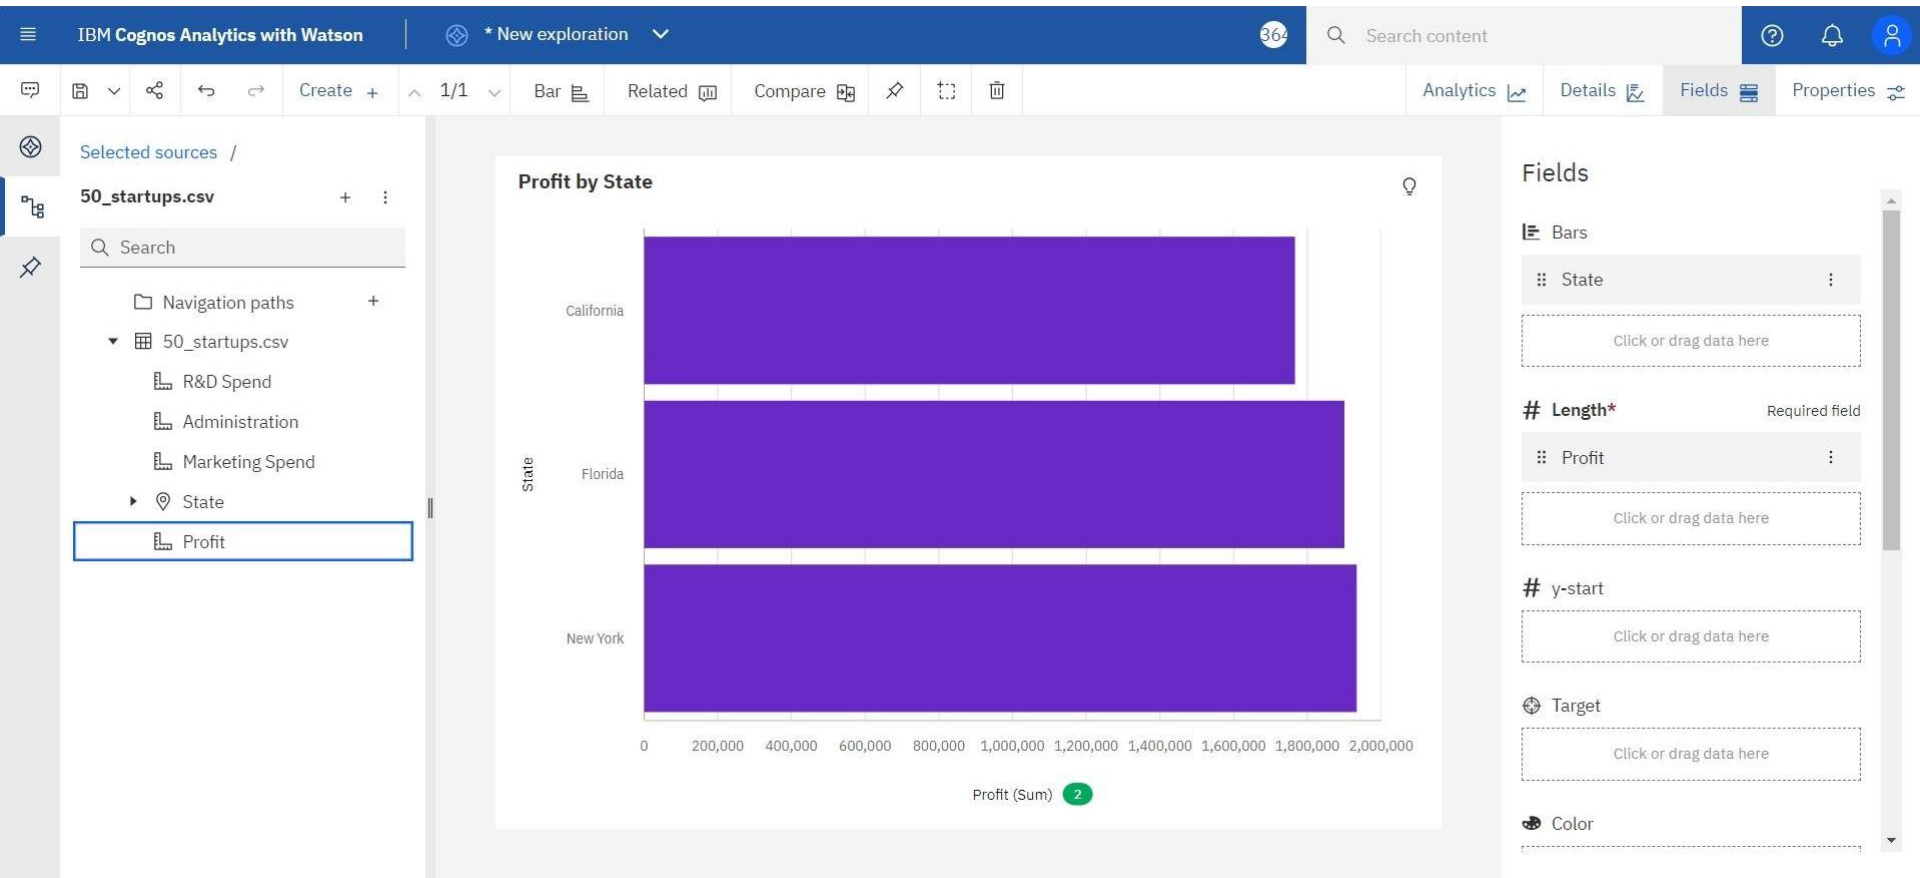 IBM Cognos Analytics with Watson
* New exploration
364
Search content
Create +
1/1
Bar
Related
Compare
Analytics
Details
Fields
Properties
Selected sources /
50_startups.csv
Search
Navigation paths
50_startups.csv
R&D Spend
Administration
Marketing Spend
State
Profit
Profit by State
California
Florida
New York
State
0 200,000 400,000 600,000 800,000 1,000,000 1,200,000 1,400,000 1,600,000 1,800,000 2,000,000
Profit (Sum) 2
Fields
Bars
State
Click or drag data here
# Length* Required field
Profit
Click or drag data here
# y-start
Click or drag data here
Target
Click or drag data here
Color